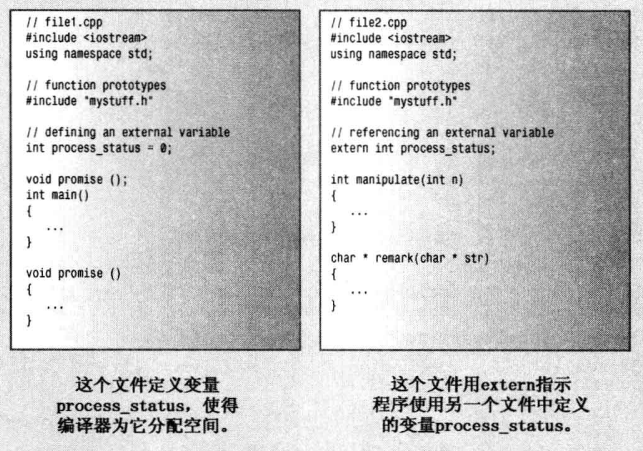 // file1.cpp
#include <iostream>
using namespace std;
// function prototypes
#include "mystuff.h"
// defining an external variable
int process_status = 0;
void promise ();
int main()
{
...
}
void promise ()
{
...
}
这个文件定义变量
process_status，使得
编译器为它分配空间。
// file2.cpp
#include <iostream>
using namespace std;
// function prototypes
#include "mystuff.h"
// referencing an external variable
extern int process_status;
int manipulate(int n)
{
...
}
char * remark(char * str)
{
...
}
这个文件用extern指示
程序使用另一个文件中定义
的变量process_status。